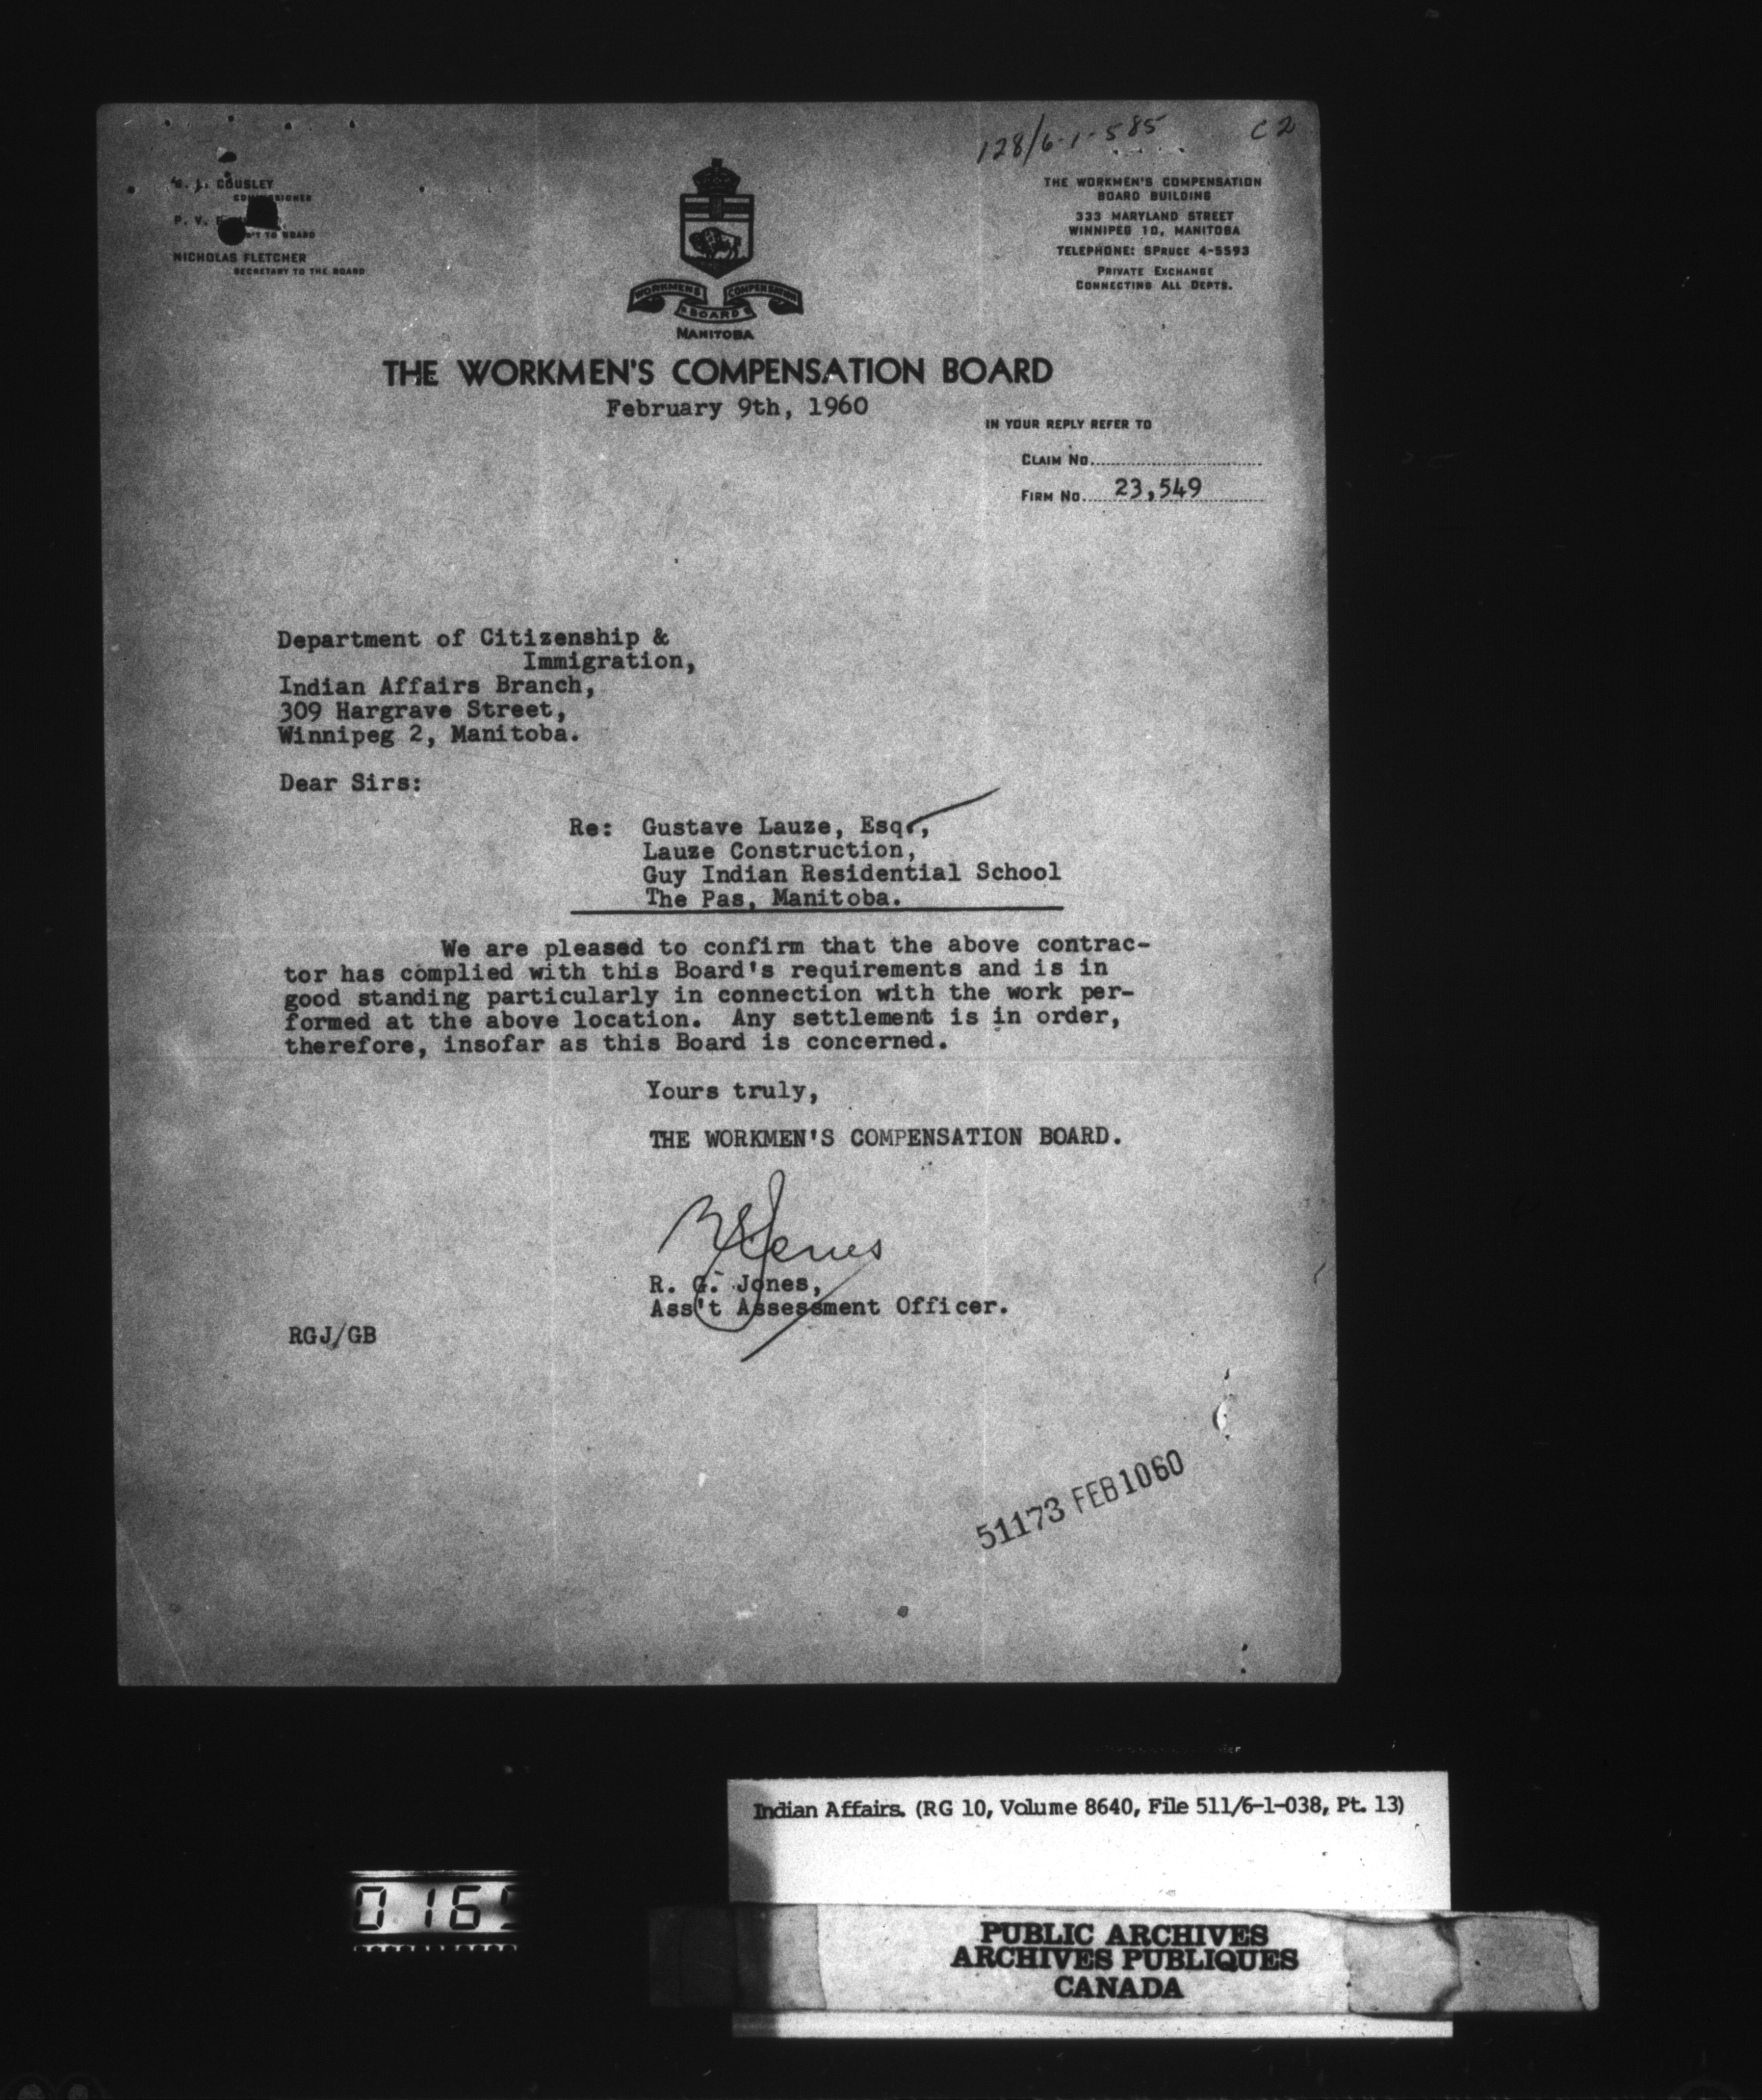 128/6-1-585 C2
COUSLEY
COMMISSIONER
P. V.
TO BOARD
NICHOLAS FLETCHER
SECRETARY TO THE BOARD
WORKMENS COMPENSATION
BOARD
MANITOBA
THE WORKMEN'S COMPENSATION
BOARD BUILDING
333 MARYLAND STREET
WINNIPEG 10, MANITOBA
TELEPHONE: SPRUCE 4-5593
PRIVATE EXCHANGE
CONNECTING ALL DEPTS.
THE WORKMEN'S COMPENSATION BOARD
February 9th, 1960
IN YOUR REPLY REFER TO
CLAIM NO.
FIRM NO. 23,549
Department of Citizenship &
Immigration,
Indian Affairs Branch,
309 Hargrave Street,
Winnipeg 2, Manitoba.
Dear Sirs:
Re: Gustave Lauze, Esq.,
Lauze Construction,
Guy Indian Residential School
The Pas, Manitoba.
We are pleased to confirm that the above contrac-
tor has complied with this Board's requirements and is in
good standing particularly in connection with the work per-
formed at the above location. Any settlement is in order,
therefore, insofar as this Board is concerned.
Yours truly,
THE WORKMEN'S COMPENSATION BOARD.
R. G. Jones,
Ass't Assessment Officer.
RGJ/GB
51173 FEB1060
Indian Affairs. (RG 10, Volume 8640, File 511/6-1-038, Pt. 13)
0165
PUBLIC ARCHIVES
ARCHIVES PUBLIQUES
CANADA